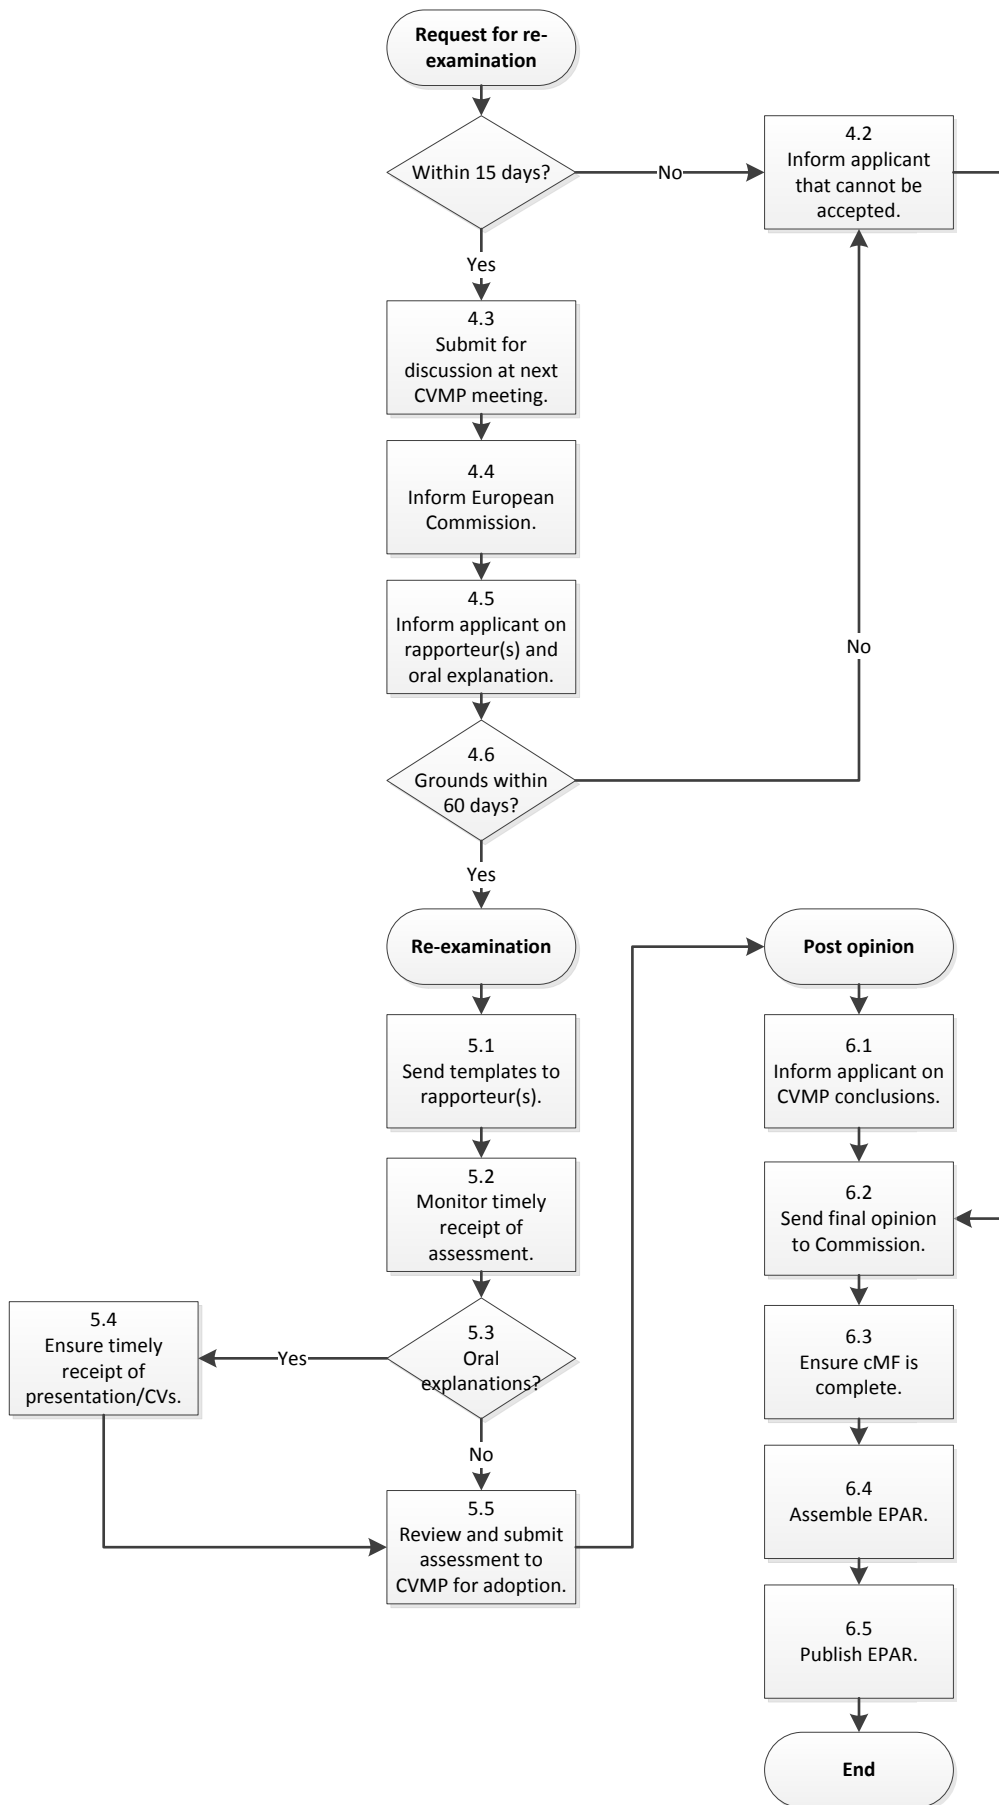 Request for re-
examination
Within 15 days?
No
4.2
Inform applicant
that cannot be
accepted.
Yes
4.3
Submit for
discussion at next
CVMP meeting.
4.4
Inform European
Commission.
4.5
Inform applicant on
rapporteur(s) and
oral explanation.
No
4.6
Grounds within
60 days?
Yes
Re-examination
5.1
Send templates to
rapporteur(s).
5.2
Monitor timely
receipt of
assessment.
5.3
Oral
explanations?
Yes
5.4
Ensure timely
receipt of
presentation/CVs.
No
5.5
Review and submit
assessment to
CVMP for adoption.
Post opinion
6.1
Inform applicant on
CVMP conclusions.
6.2
Send final opinion
to Commission.
6.3
Ensure cMF is
complete.
6.4
Assemble EPAR.
6.5
Publish EPAR.
End